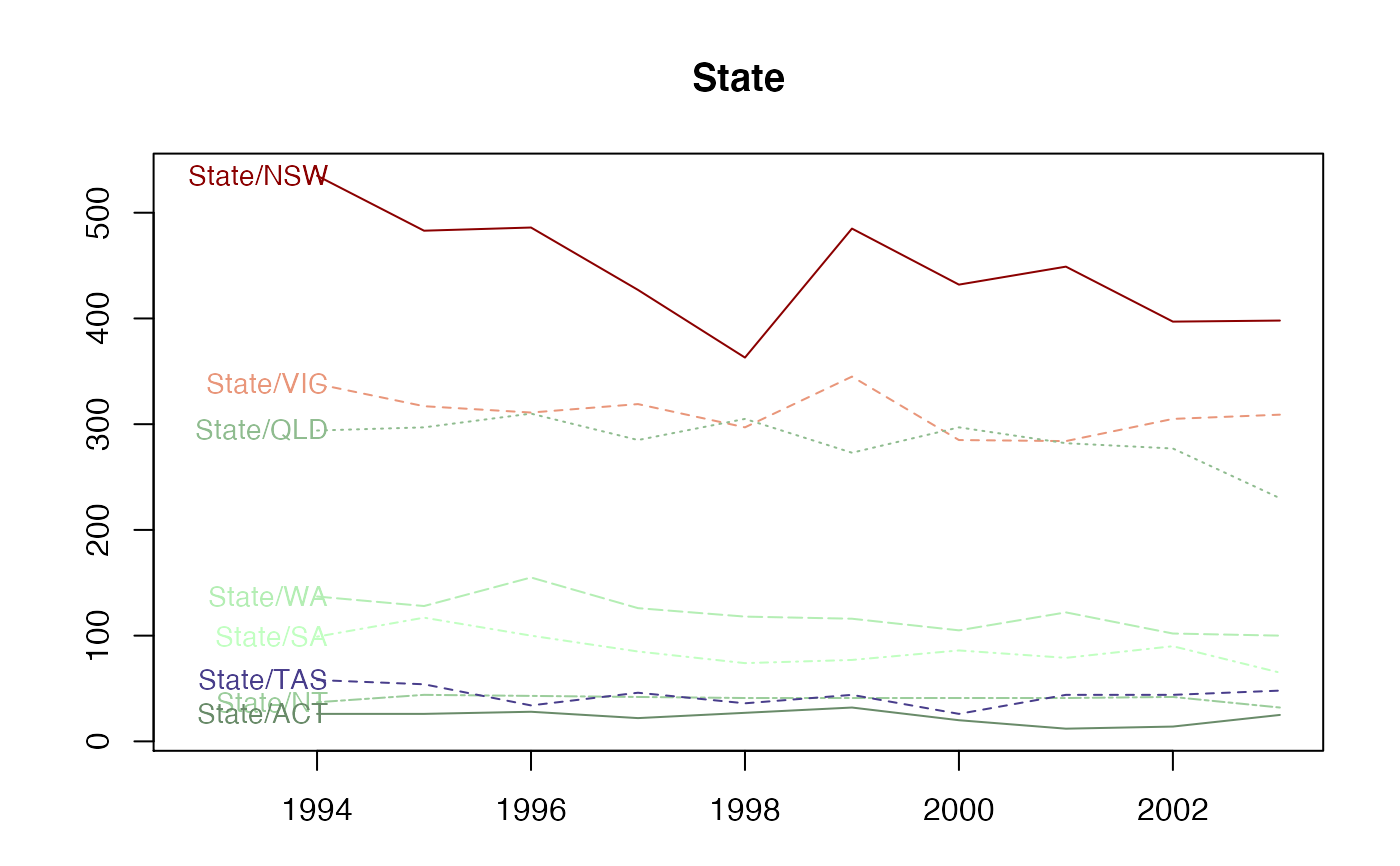 State
500
400
300
200
100
0
State/NSW
State/VIG
State/QLD
State/WA
State/SA
State/TAS
State/NT
State/ACT
1994 1996 1998 2000 2002